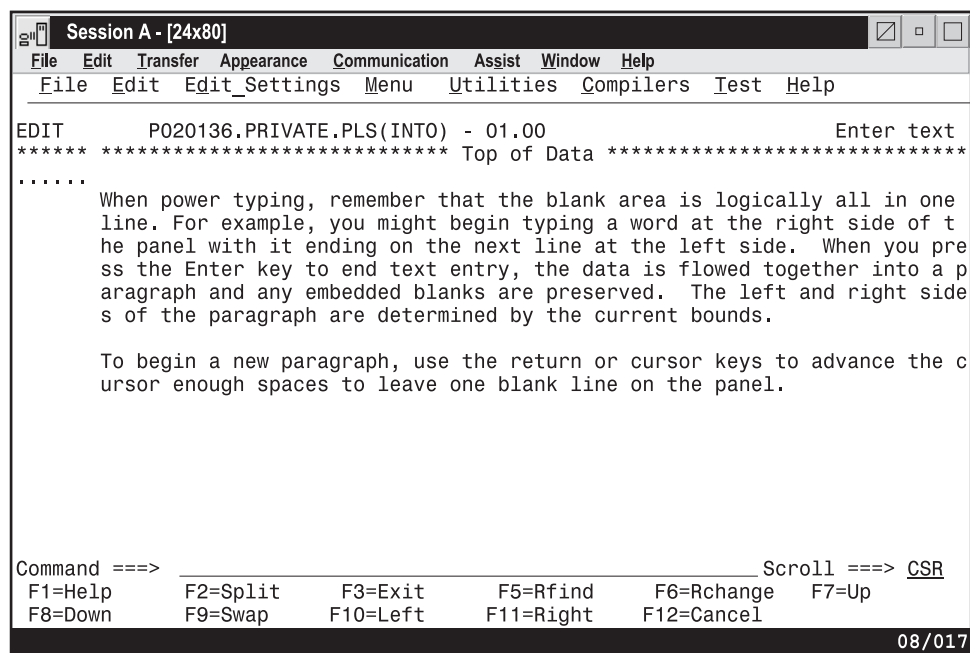 Session A - [24x80]
File Edit Transfer Appearance Communication Assist Window Help
File Edit Edit_Settings Menu Utilities Compilers Test Help
EDIT PO20136.PRIVATE.PLS(INTO) - 01.00 Enter text
****** ***************************** Top of Data ******************************
......
When power typing, remember that the blank area is logically all in one
line. For example, you might begin typing a word at the right side of t
he panel with it ending on the next line at the left side. When you pre
ss the Enter key to end text entry, the data is flowed together into a p
aragraph and any embedded blanks are preserved. The left and right side
s of the paragraph are determined by the current bounds.
To begin a new paragraph, use the return or cursor keys to advance the c
ursor enough spaces to leave one blank line on the panel.
Command ===> Scroll ===> CSR
F1=Help F2=Split F3=Exit F5=Rfind F6=Rchange F7=Up
F8=Down F9=Swap F10=Left F11=Right F12=Cancel
08/017